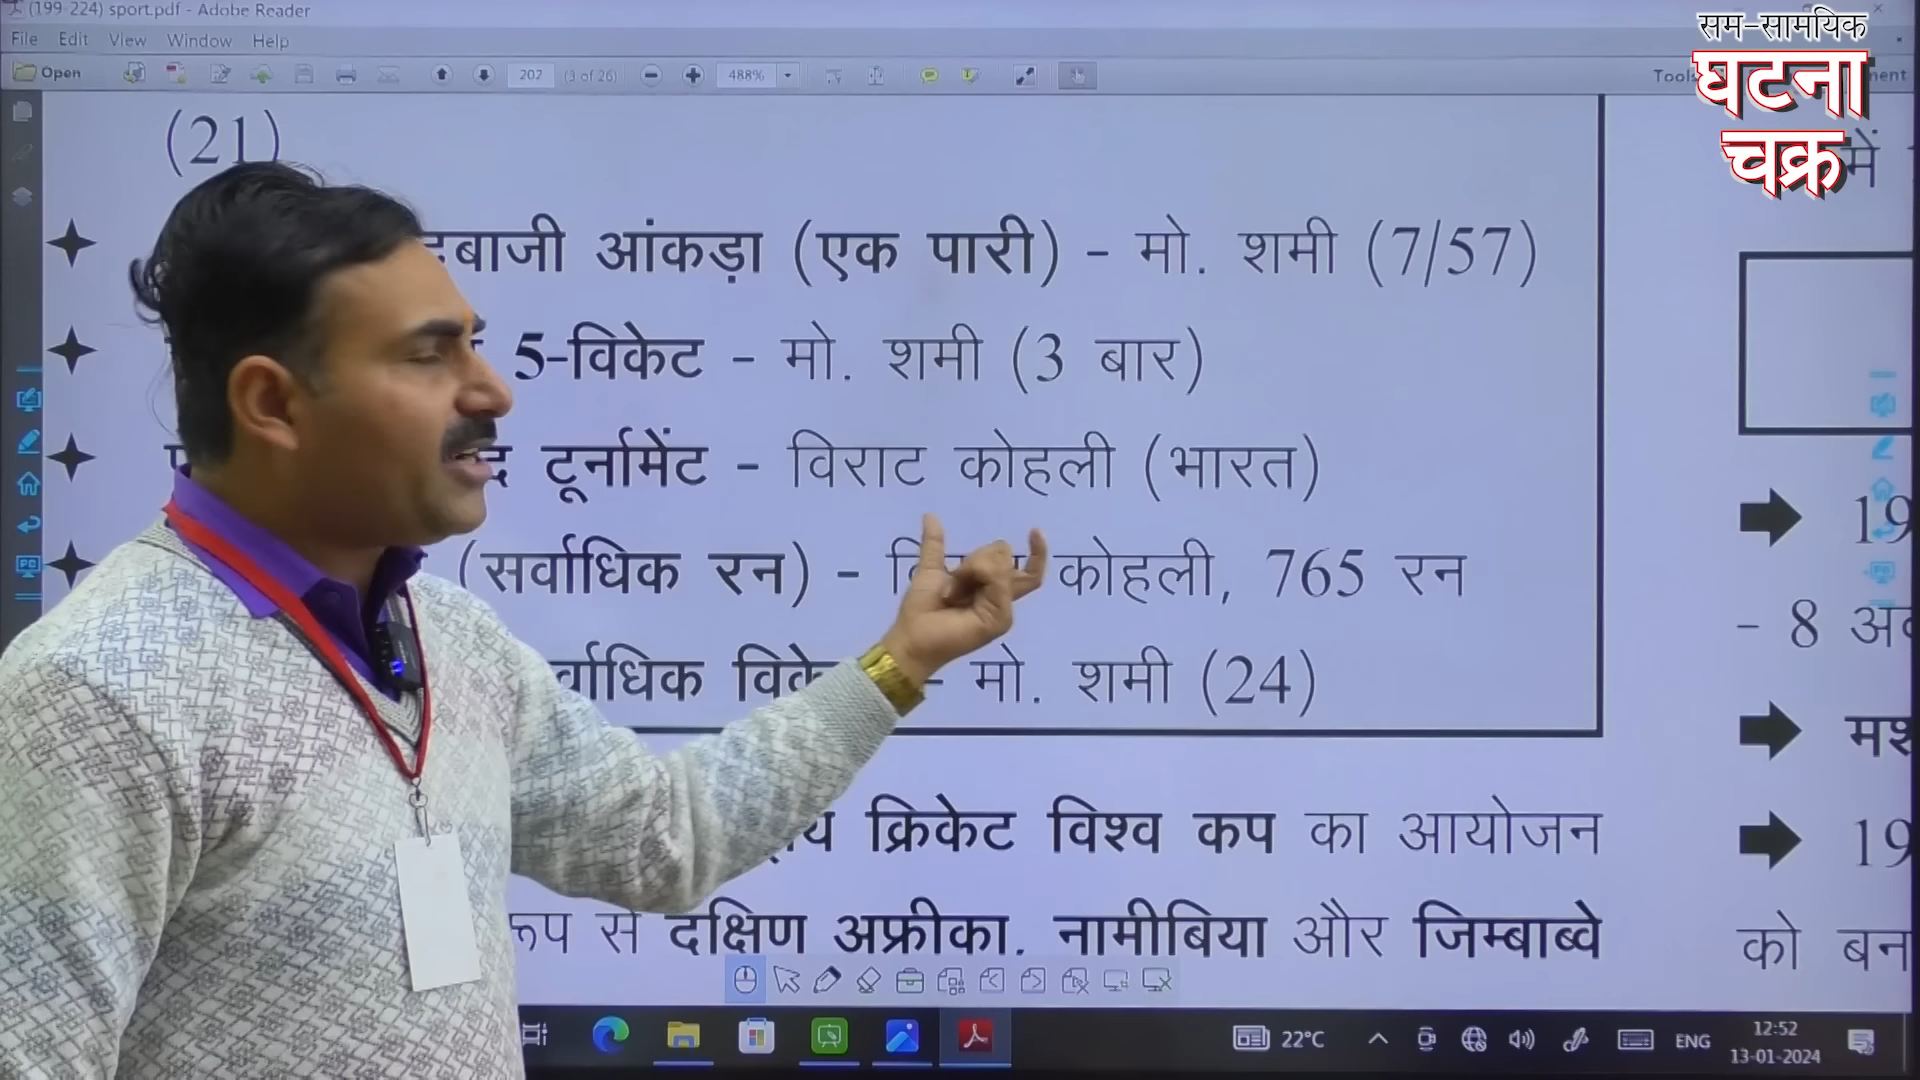 (199-224) sport.pdf - Adobe Reader
File Edit View Window Help
Open 202 (3 of 26) 488% Tools
सम-सामयिक
घटना
चक्र
(21)
आंकड़ा (एक पारी) - मो. शमी (7/57)
5-विकेट - मो. शमी (3 बार)
टूर्नामेंट - विराट कोहली (भारत)
(सर्वाधिक रन) - कोहली, 765 रन
- मो. शमी (24)
क्रिकेट विश्व कप का आयोजन
रूप से दक्षिण अफ्रीका, नामीबिया और जिम्बाब्वे
में
19
- 8
19
को बन
22°C ENG 12:52
13-01-2024